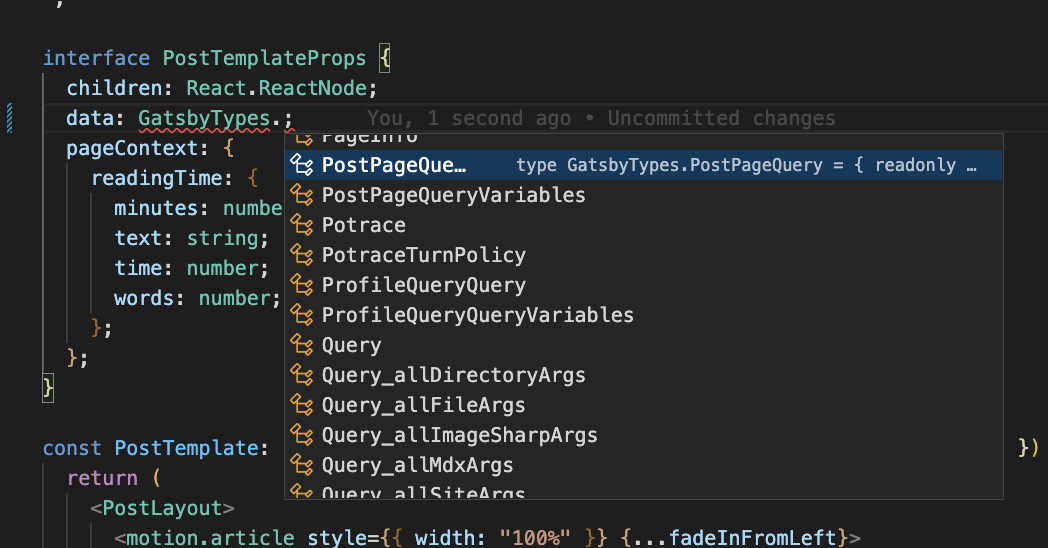 ;
interface PostTemplateProps {
children: React.ReactNode;
data: GatsbyTypes.; You, 1 second ago • Uncommitted changes
PageInfo
pageContext: {
PostPageQue… type GatsbyTypes.PostPageQuery = { readonly …
readingTime: {
PostPageQueryVariables
minutes: numbe
Potrace
text: string;
PotraceTurnPolicy
time: number;
ProfileQueryQuery
words: number;
ProfileQueryQueryVariables
};
Query
};
Query_allDirectoryArgs
}
Query_allFileArgs
Query_allImageSharpArgs
const PostTemplate: })
Query_allMdxArgs
return (
Query_allSiteArgs
<PostLayout>
<motion.article style={{ width: "100%" }} {...fadeInFromLeft}>